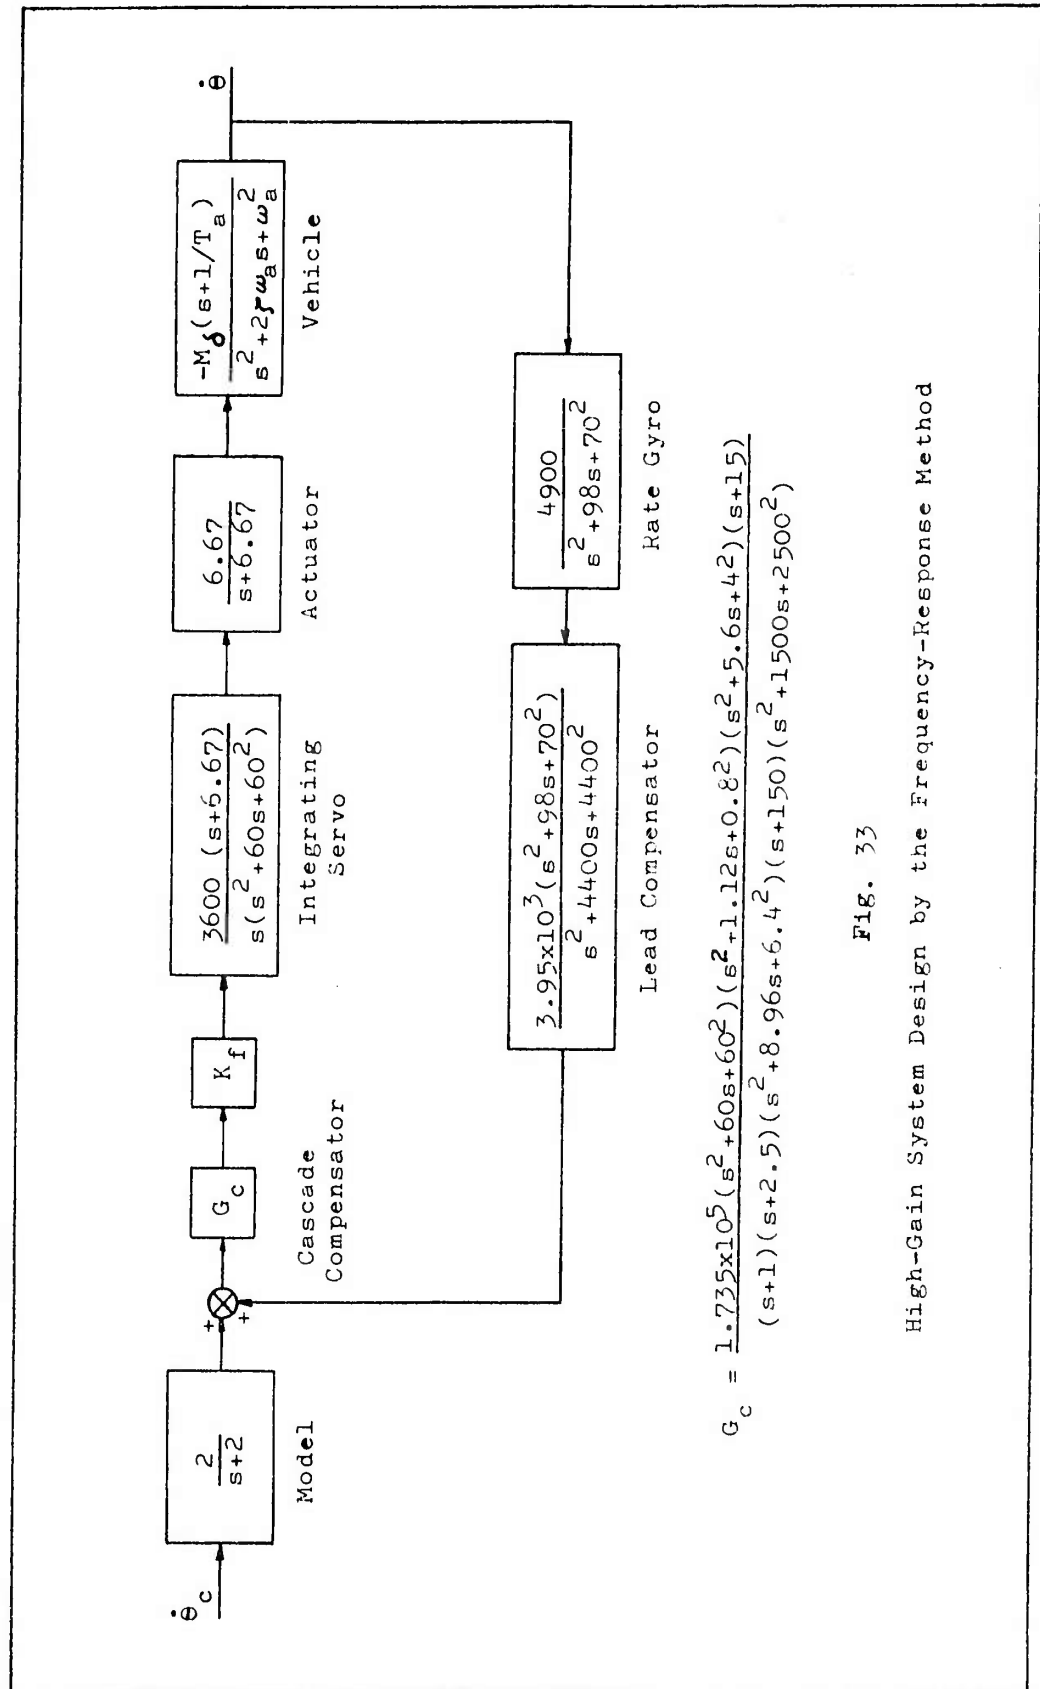 θ̇c
2
s+2
Model
+
+
Gc
Cascade
Compensator
Kf
3600 (s+6.67)
s(s²+60s+60²)
Integrating
Servo
6.67
s+6.67
Actuator
-Mδ(s+1/Ta)
s²+2ζωas+ωa²
Vehicle
θ̇
3.95x10³(s²+98s+70²)
s²+4400s+4400²
Lead Compensator
4900
s²+98s+70²
Rate Gyro
Gc = 1.735x10⁵(s²+60s+60²)(s²+1.12s+0.8²)(s²+5.6s+4²)(s+15)
(s+1)(s+2.5)(s²+8.96s+6.4²)(s+150)(s²+1500s+2500²)
Fig. 33
High-Gain System Design by the Frequency-Response Method